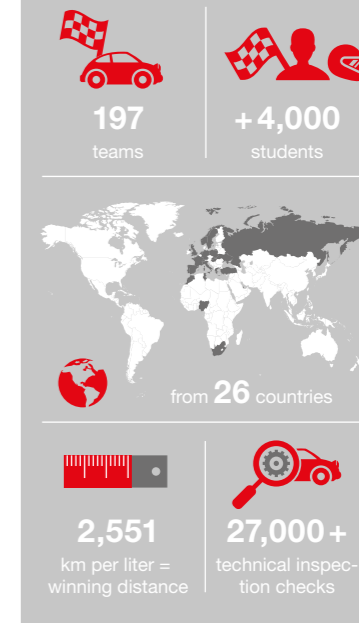 197
teams
+4,000
students
from 26 countries
2,551
km per liter =
winning distance
27,000+
technical inspec-
tion checks